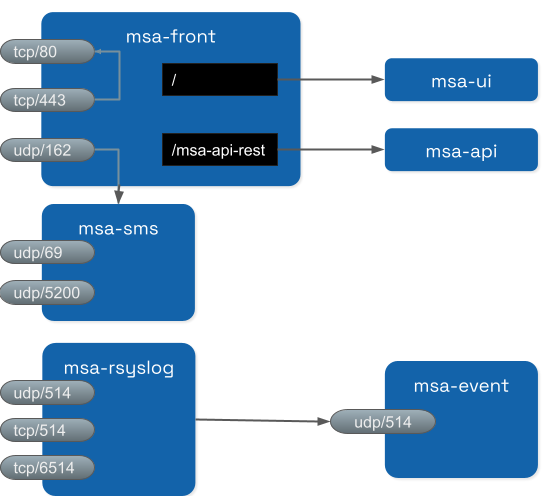 msa-front
tcp/80
/
msa-ui
tcp/443
udp/162
/msa-api-rest
msa-api
msa-sms
udp/69
udp/5200
msa-rsyslog
udp/514
tcp/514
tcp/6514
msa-event
udp/514